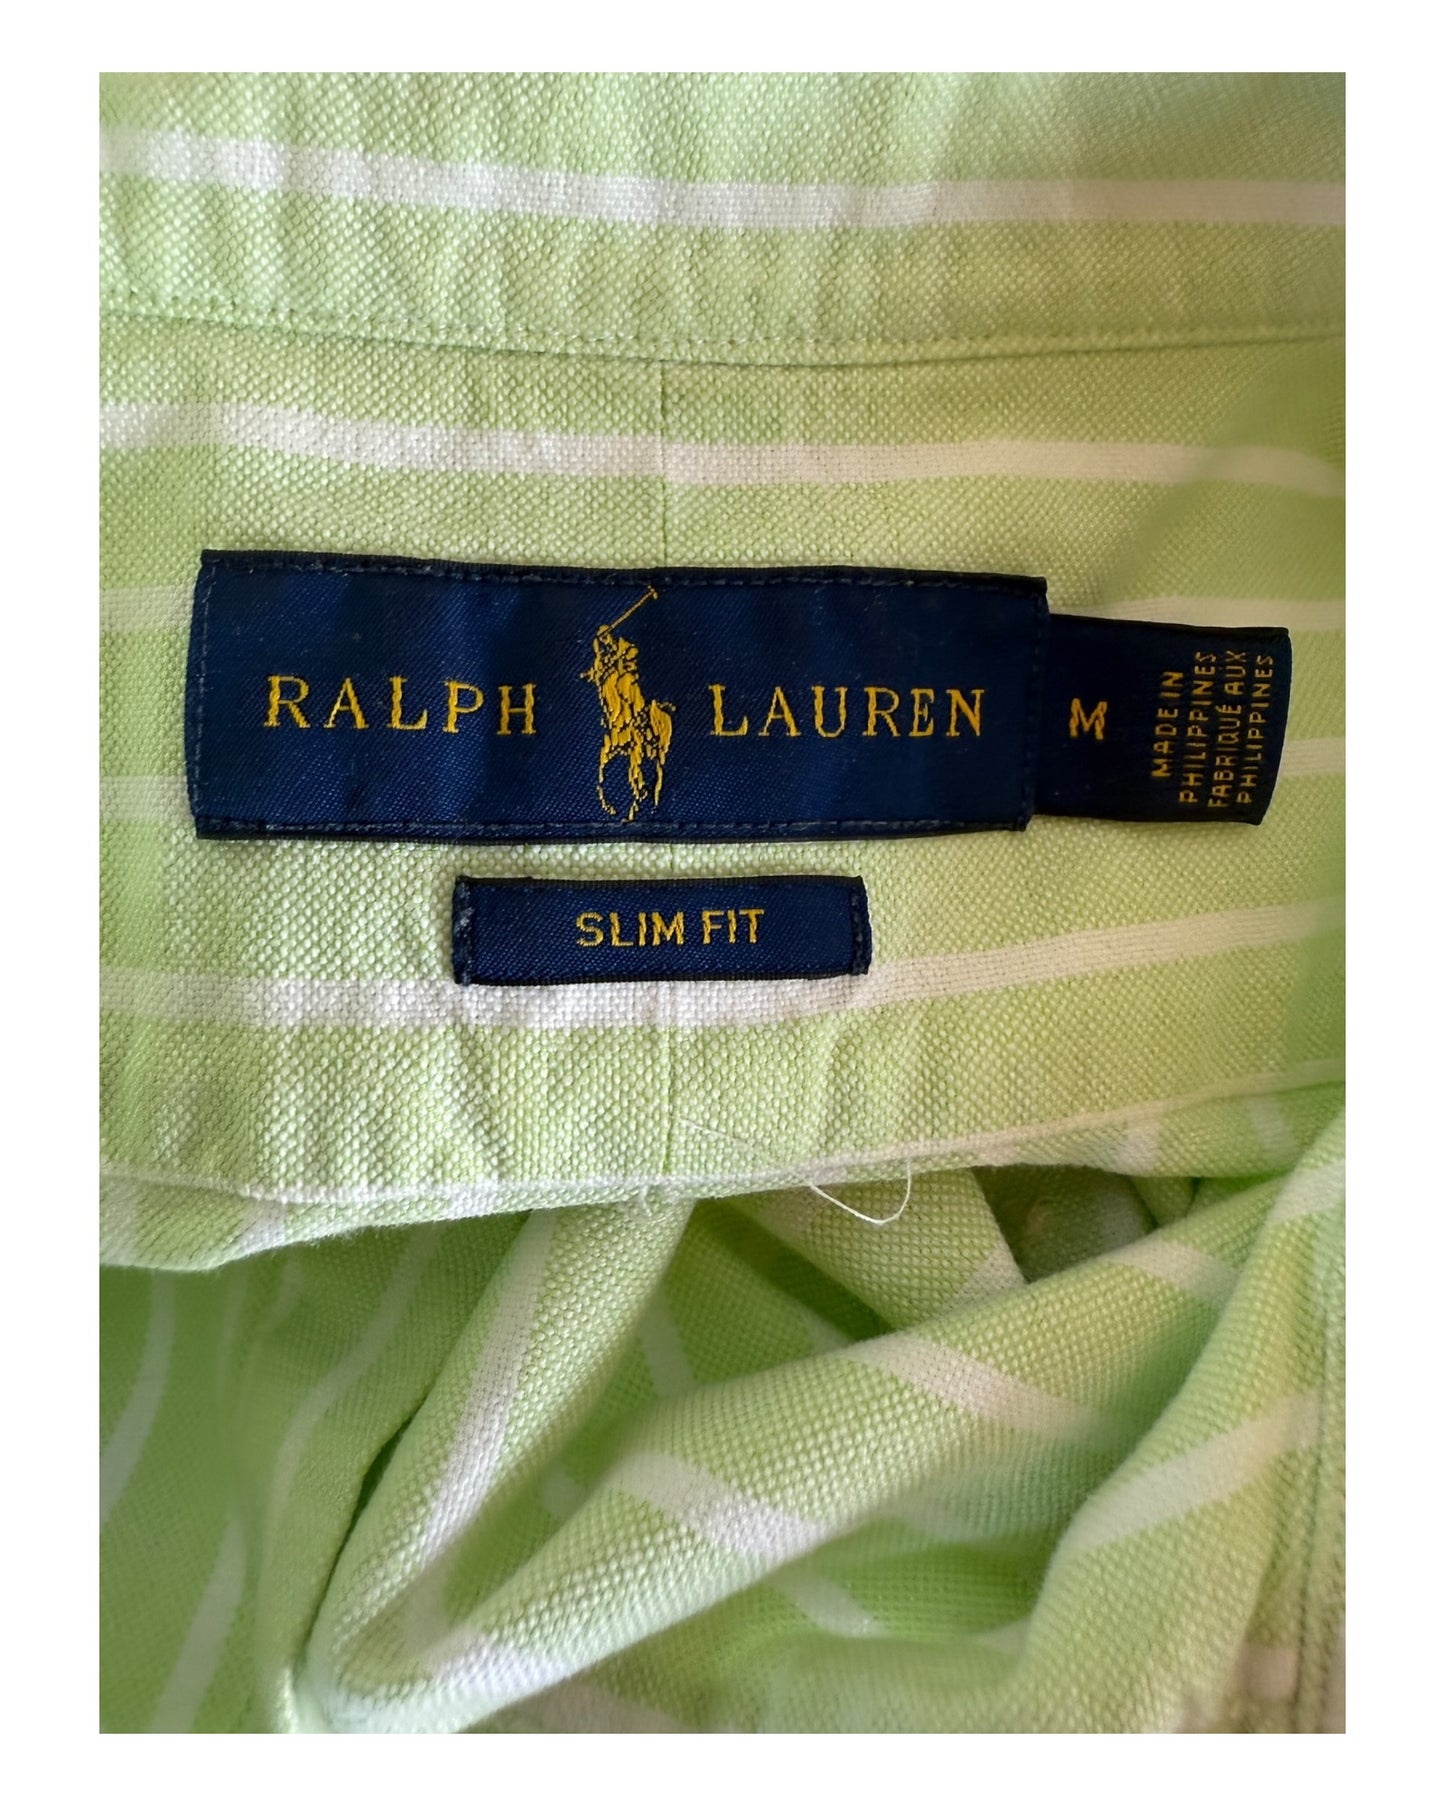 RALPH LAUREN
M
MADE IN
PHILIPPINES
FABRIQUÉ AUX
PHILIPPINES
SLIM FIT